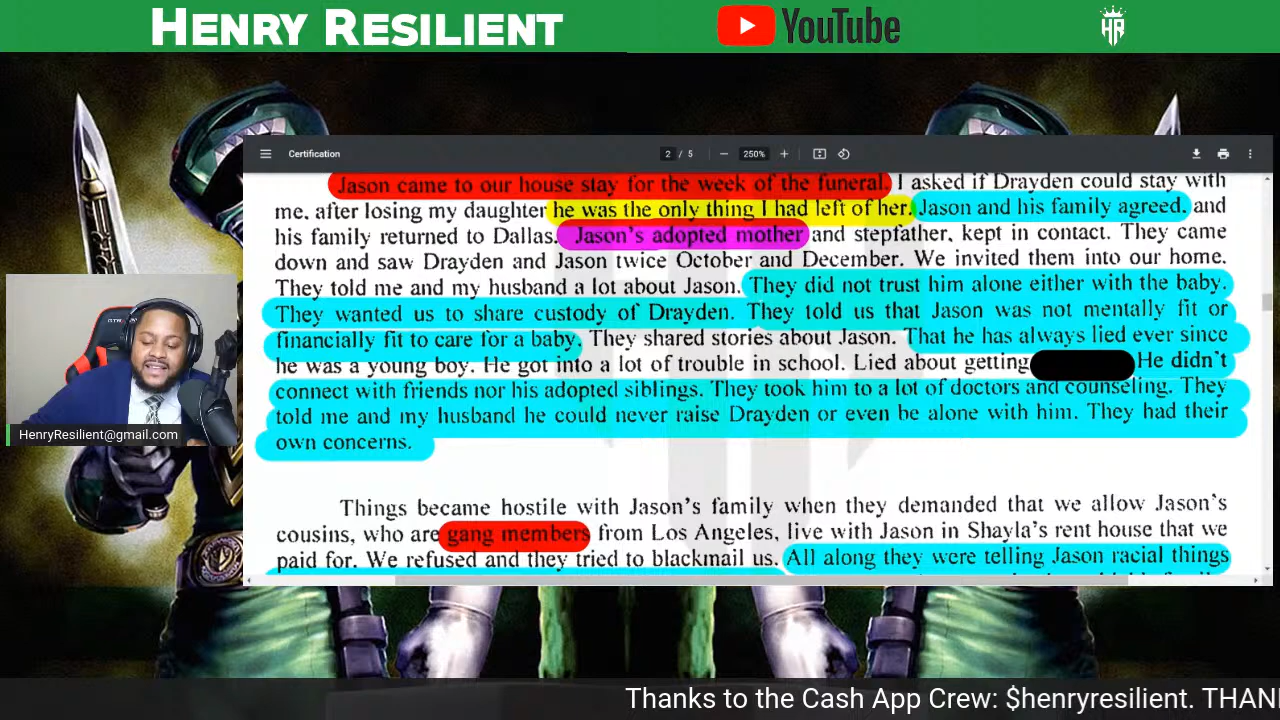 HENRY RESILIENT
YouTube
HR
Certification
2 / 5
250%
Jason came to our house stay for the week of the funeral. I asked if Drayden could stay with
me, after losing my daughter he was the only thing I had left of her. Jason and his family agreed. and
his family returned to Dallas. Jason's adopted mother and stepfather, kept in contact. They came
down and saw Drayden and Jason twice October and December. We invited them into our home.
They told me and my husband a lot about Jason. They did not trust him alone either with the baby.
They wanted us to share custody of Drayden. They told us that Jason was not mentally fit or
financially fit to care for a baby. They shared stories about Jason. That he has always lied ever since
he was a young boy. He got into a lot of trouble in school. Lied about getting He didn't
connect with friends nor his adopted siblings. They took him to a lot of doctors and counseling. They
told me and my husband he could never raise Drayden or even be alone with him. They had their
own concerns.
Things became hostile with Jason's family when they demanded that we allow Jason's
cousins, who are gang members from Los Angeles, live with Jason in Shayla's rent house that we
paid for. We refused and they tried to blackmail us. All along they were telling Jason racial things
HenryResilient@gmail.com
Thanks to the Cash App Crew: $henryresilient. THAN